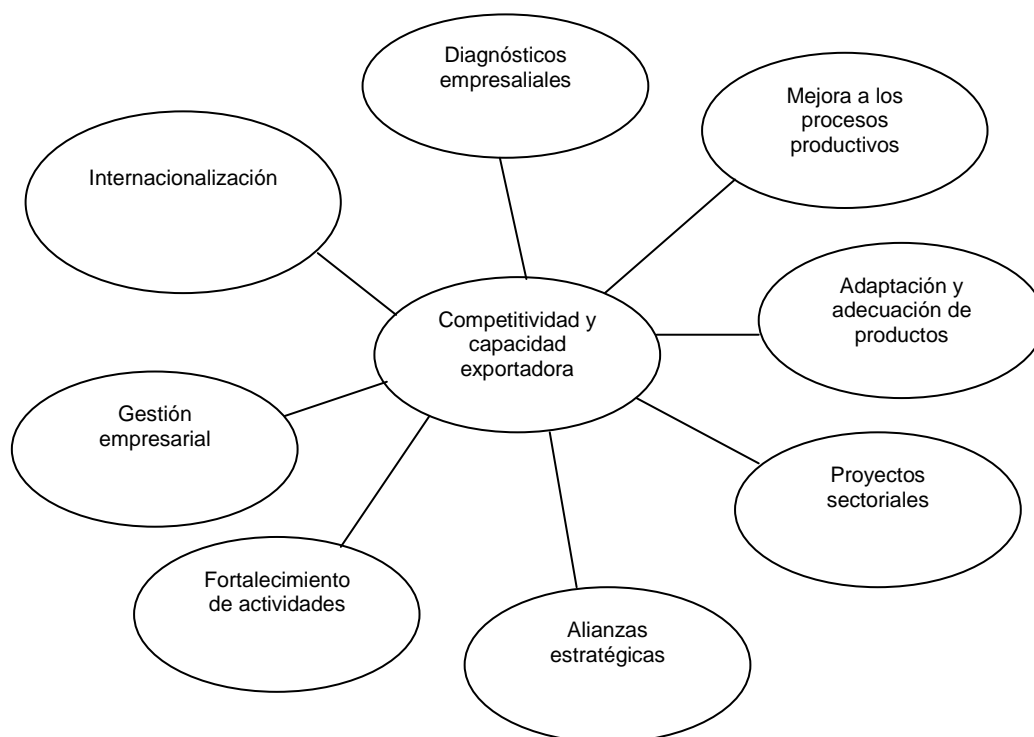 Diagnósticos
empresaliales
Mejora a los
procesos
productivos
Internacionalización
Adaptación y
adecuación de
productos
Competitividad y
capacidad
exportadora
Gestión
empresarial
Proyectos
sectoriales
Fortalecimiento
de actividades
Alianzas
estratégicas